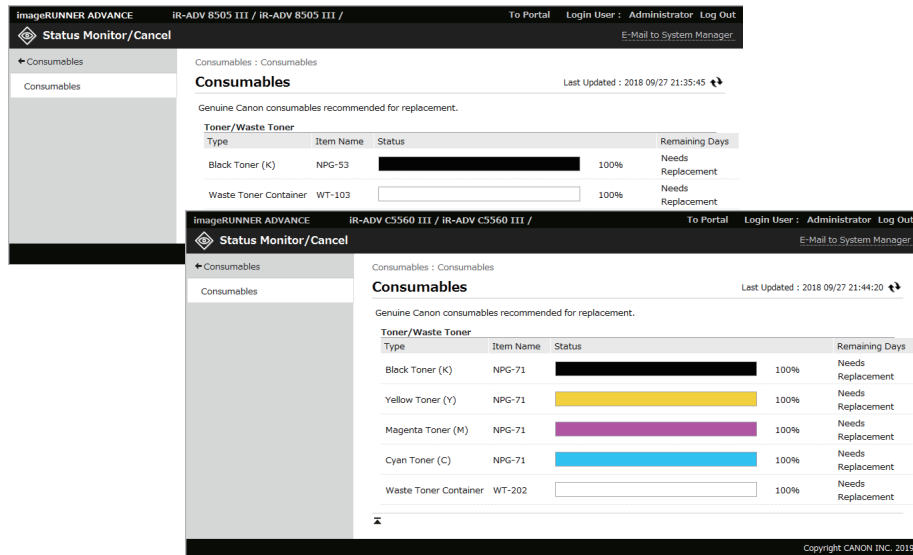 imageRUNNER ADVANCE iR-ADV 8505 III / iR-ADV 8505 III / To Portal Login User : Administrator Log Out
Status Monitor/Cancel E-Mail to System Manager
Consumables
Consumables
Consumables : Consumables
Consumables Last Updated : 2018 09/27 21:35:45
Genuine Canon consumables recommended for replacement.
Toner/Waste Toner
Type Item Name Status Remaining Days
Black Toner (K) NPG-53 100% Needs Replacement
Waste Toner Container WT-103 100% Needs Replacement
imageRUNNER ADVANCE iR-ADV C5560 III / iR-ADV C5560 III / To Portal Login User : Administrator Log Out
Status Monitor/Cancel E-Mail to System Manager
Consumables
Consumables
Consumables : Consumables
Consumables Last Updated : 2018 09/27 21:44:20
Genuine Canon consumables recommended for replacement.
Toner/Waste Toner
Type Item Name Status Remaining Days
Black Toner (K) NPG-71 100% Needs Replacement
Yellow Toner (Y) NPG-71 100% Needs Replacement
Magenta Toner (M) NPG-71 100% Needs Replacement
Cyan Toner (C) NPG-71 100% Needs Replacement
Waste Toner Container WT-202 100% Needs Replacement
Copyright CANON INC. 2019